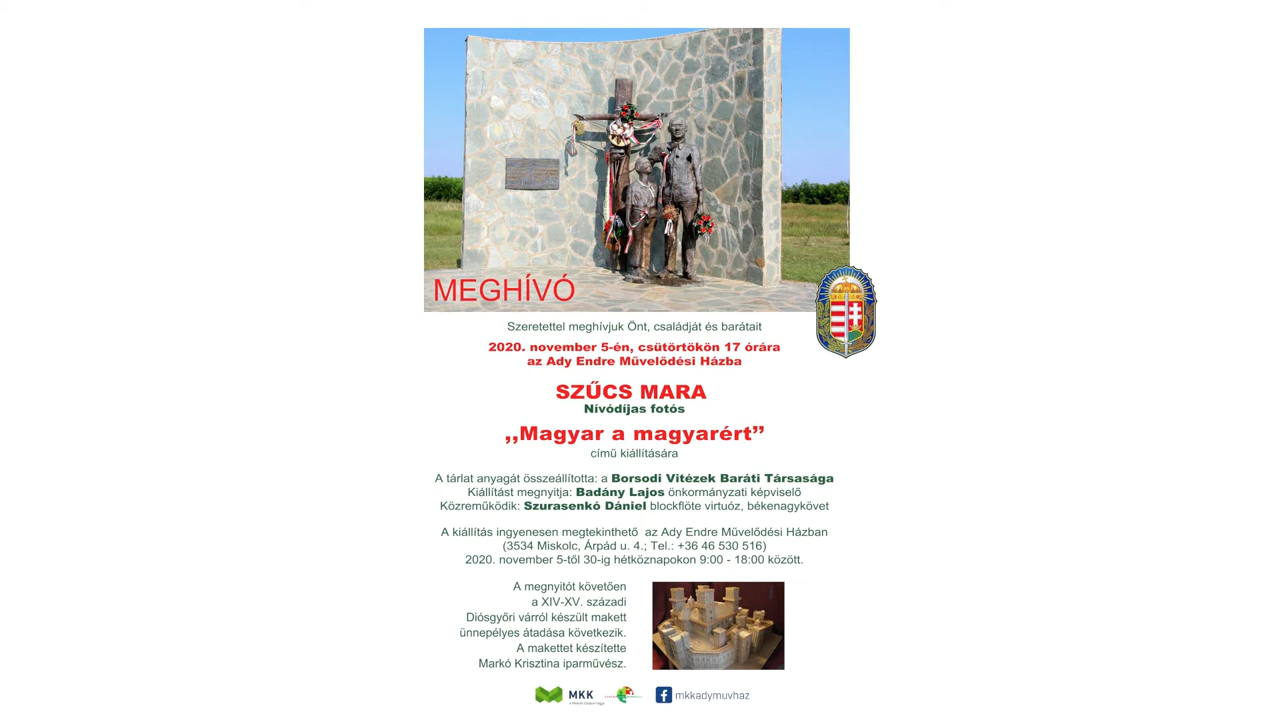 MEGHÍVÓ
Szeretettel meghívjuk Önt, családját és barátait
2020. november 5-én, csütörtökön 17 órára
az Ady Endre Művelődési Házba
SZŰCS MARA
Nívódíjas fotós
,,Magyar a magyarért”
című kiállítására
A tárlat anyagát összeállította: a Borsodi Vitézek Baráti Társasága
Kiállítást megnyitja: Badány Lajos önkormányzati képviselő
Közreműködik: Szurasenkó Dániel blockflöte virtuóz, békenagykövet
A kiállítás ingyenesen megtekinthető az Ady Endre Művelődési Házban
(3534 Miskolc, Árpád u. 4.; Tel.: +36 46 530 516)
2020. november 5-től 30-ig hétköznapokon 9:00 - 18:00 között.
A megnyitót követően
a XIV-XV. századi
Diósgyőri várról készült makett
ünnepélyes átadása következik.
A makettet készítette
Markó Krisztina iparművész.
MKK
mkkadymuvhaz